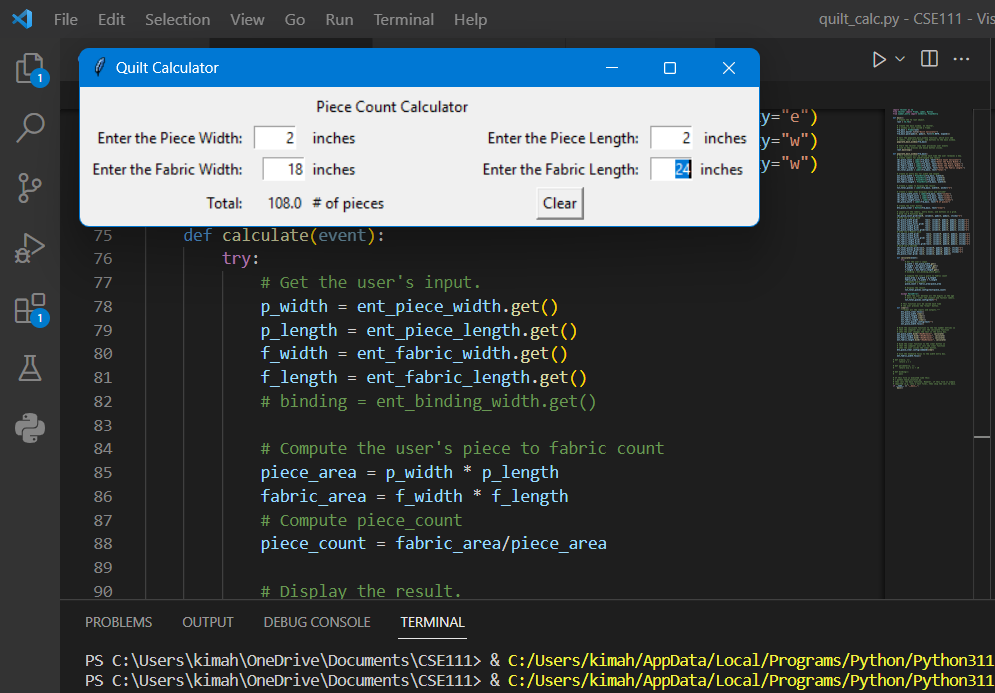 File Edit Selection View Go Run Terminal Help quilt_calc.py - CSE111 - Vis
Quilt Calculator
Piece Count Calculator
Enter the Piece Width: 2 inches Enter the Piece Length: 2 inches
Enter the Fabric Width: 18 inches Enter the Fabric Length: 24 inches
Total: 108.0 # of pieces Clear
y="e")
y="w")
y="w")
1
1
75 def calculate(event):
76 try:
77 # Get the user's input.
78 p_width = ent_piece_width.get()
79 p_length = ent_piece_length.get()
80 f_width = ent_fabric_width.get()
81 f_length = ent_fabric_length.get()
82 # binding = ent_binding_width.get()
83
84 # Compute the user's piece to fabric count
85 piece_area = p_width * p_length
86 fabric_area = f_width * f_length
87 # Compute piece_count
88 piece_count = fabric_area/piece_area
89
90 # Display the result.
PROBLEMS OUTPUT DEBUG CONSOLE TERMINAL
PS C:\Users\kimah\OneDrive\Documents\CSE111> & C:/Users/kimah/AppData/Local/Programs/Python/Python311
PS C:\Users\kimah\OneDrive\Documents\CSE111> & C:/Users/kimah/AppData/Local/Programs/Python/Python311